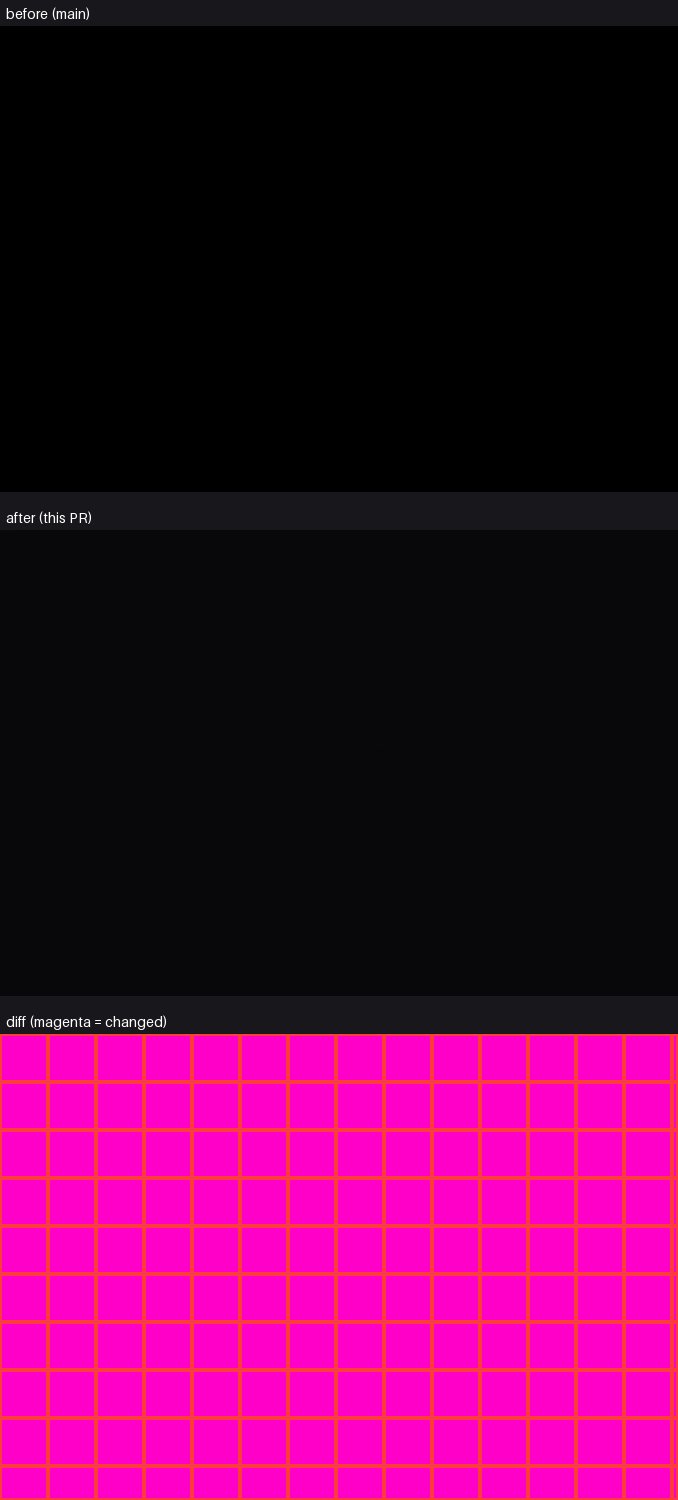 before (main)
after (this PR)
diff (magenta = changed)